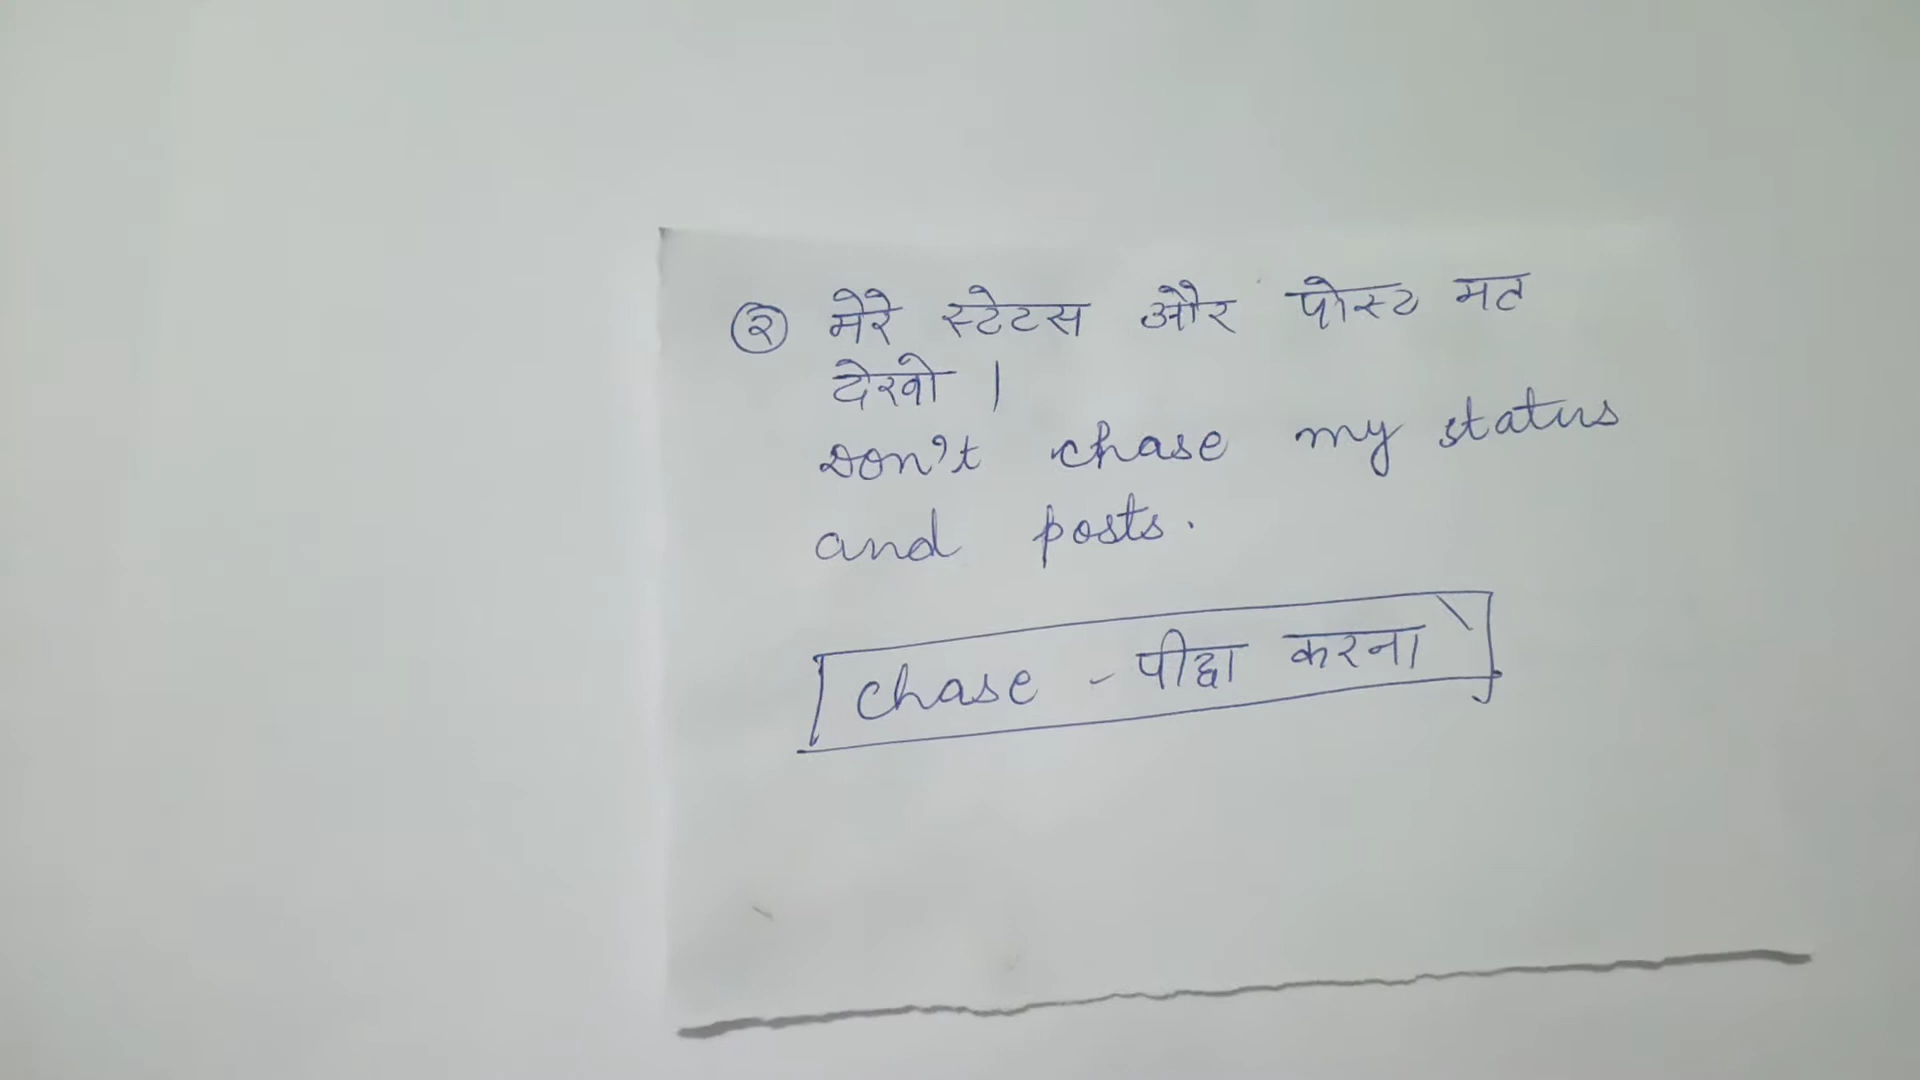 ② मेरे स्टेटस और पोस्ट मत
देखो |
Don't chase my status
and posts.
chase - पीछा करना